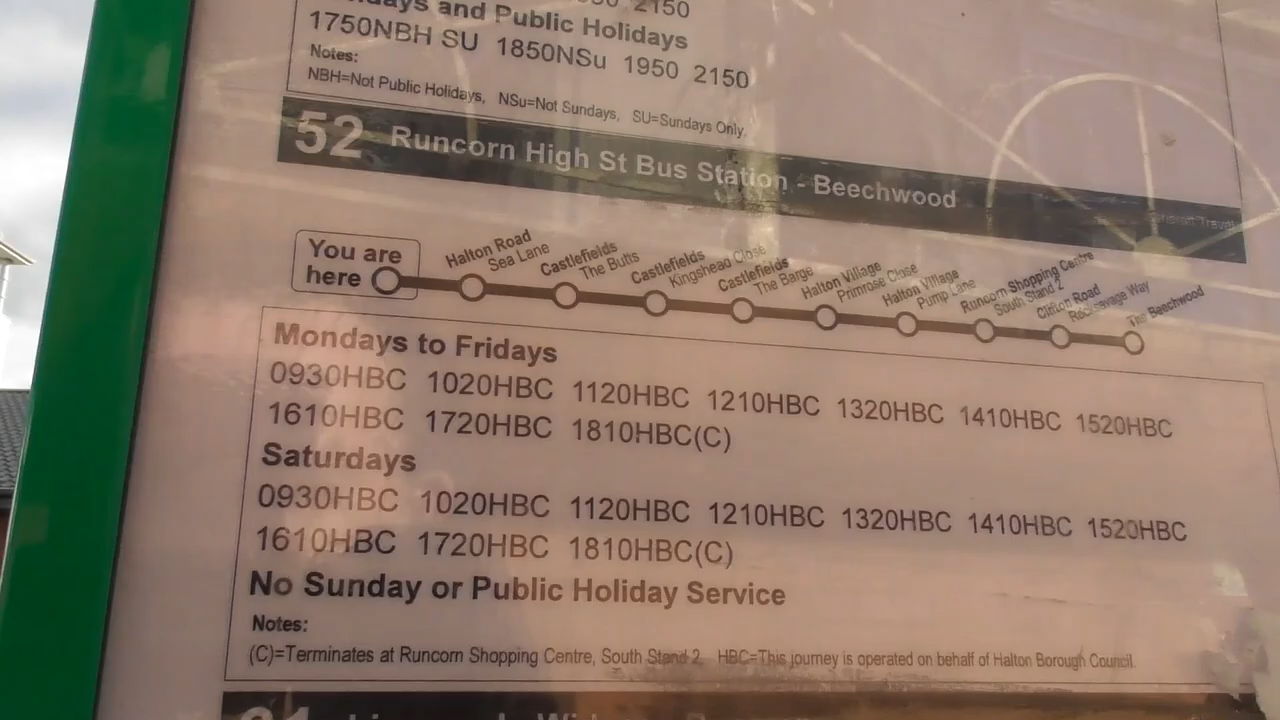 2150
days and Public Holidays
1750NBH SU 1850NSu 1950 2150
Notes:
NBH=Not Public Holidays, NSu=Not Sundays, SU=Sundays Only.
52 Runcorn High St Bus Station - Beechwood
You are
here
Halton Road
Sea Lane
Castlefields
The Butts
Castlefields
Kingshead Close
Castlefields
The Barge
Halton Village
Primrose Close
Halton Village
Pump Lane
Runcorn Shopping Centre
South Stand 2
Clifton Road
Rocksavage Way
The Beechwood
Mondays to Fridays
0930HBC 1020HBC 1120HBC 1210HBC 1320HBC 1410HBC 1520HBC
1610HBC 1720HBC 1810HBC(C)
Saturdays
0930HBC 1020HBC 1120HBC 1210HBC 1320HBC 1410HBC 1520HBC
1610HBC 1720HBC 1810HBC(C)
No Sunday or Public Holiday Service
Notes:
(C)=Terminates at Runcorn Shopping Centre, South Stand 2, HBC=This journey is operated on behalf of Halton Borough Council.